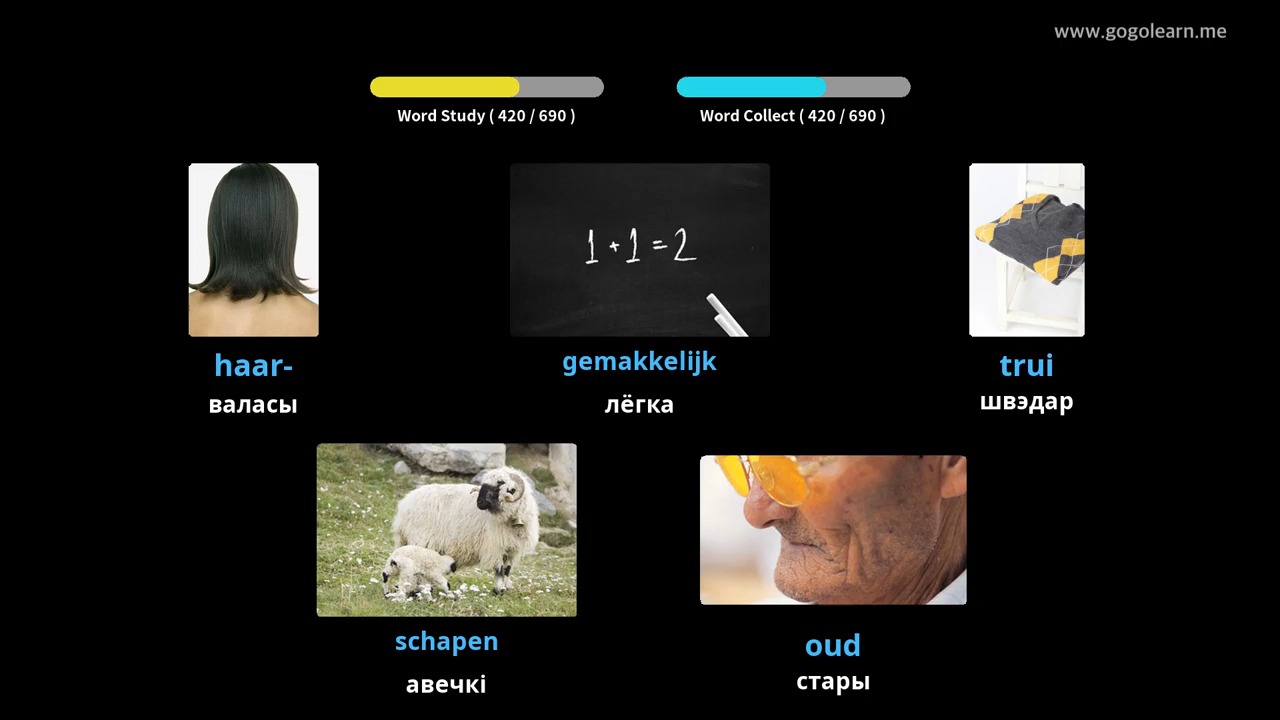 www.gogolearn.me
Word Study ( 420 / 690 )
Word Collect ( 420 / 690 )
1 + 1 = 2
haar-
gemakkelijk
trui
валасы
лёгка
швэдар
schapen
oud
авечкі
стары